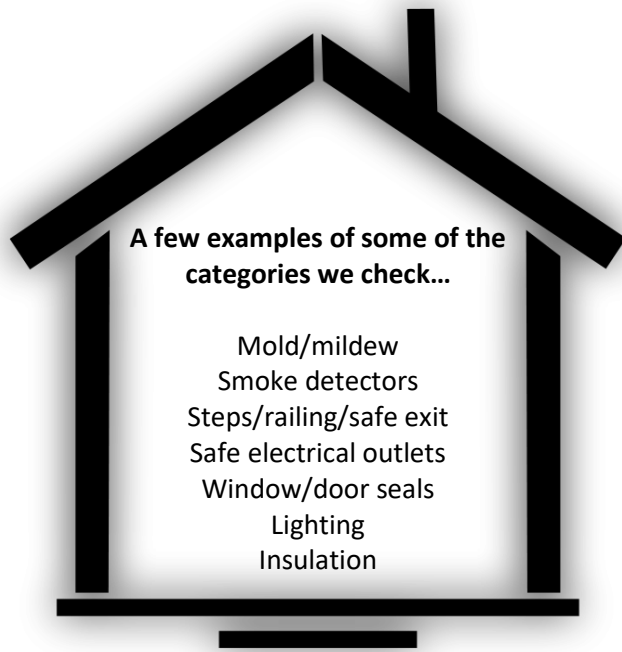 A few examples of some of the
categories we check…
Mold/mildew
Smoke detectors
Steps/railing/safe exit
Safe electrical outlets
Window/door seals
Lighting
Insulation